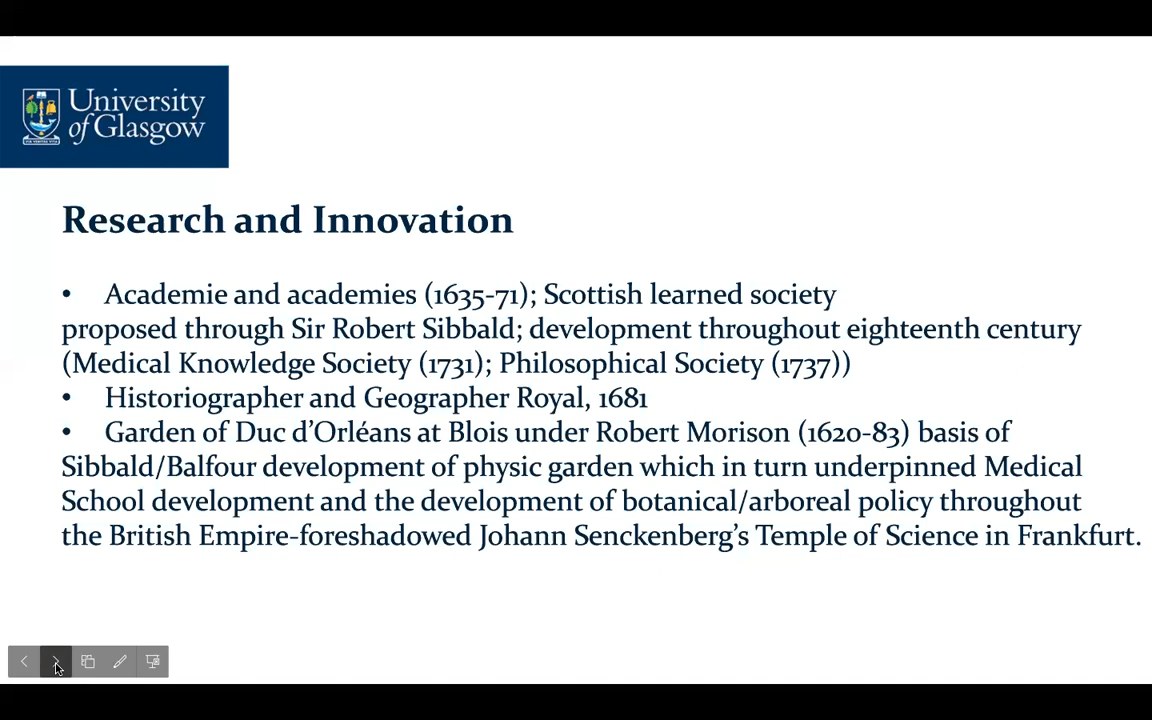 University
of Glasgow
Research and Innovation
• Academie and academies (1635-71); Scottish learned society
proposed through Sir Robert Sibbald; development throughout eighteenth century
(Medical Knowledge Society (1731); Philosophical Society (1737))
• Historiographer and Geographer Royal, 1681
• Garden of Duc d’Orléans at Blois under Robert Morison (1620-83) basis of
Sibbald/Balfour development of physic garden which in turn underpinned Medical
School development and the development of botanical/arboreal policy throughout
the British Empire-foreshadowed Johann Senckenberg’s Temple of Science in Frankfurt.